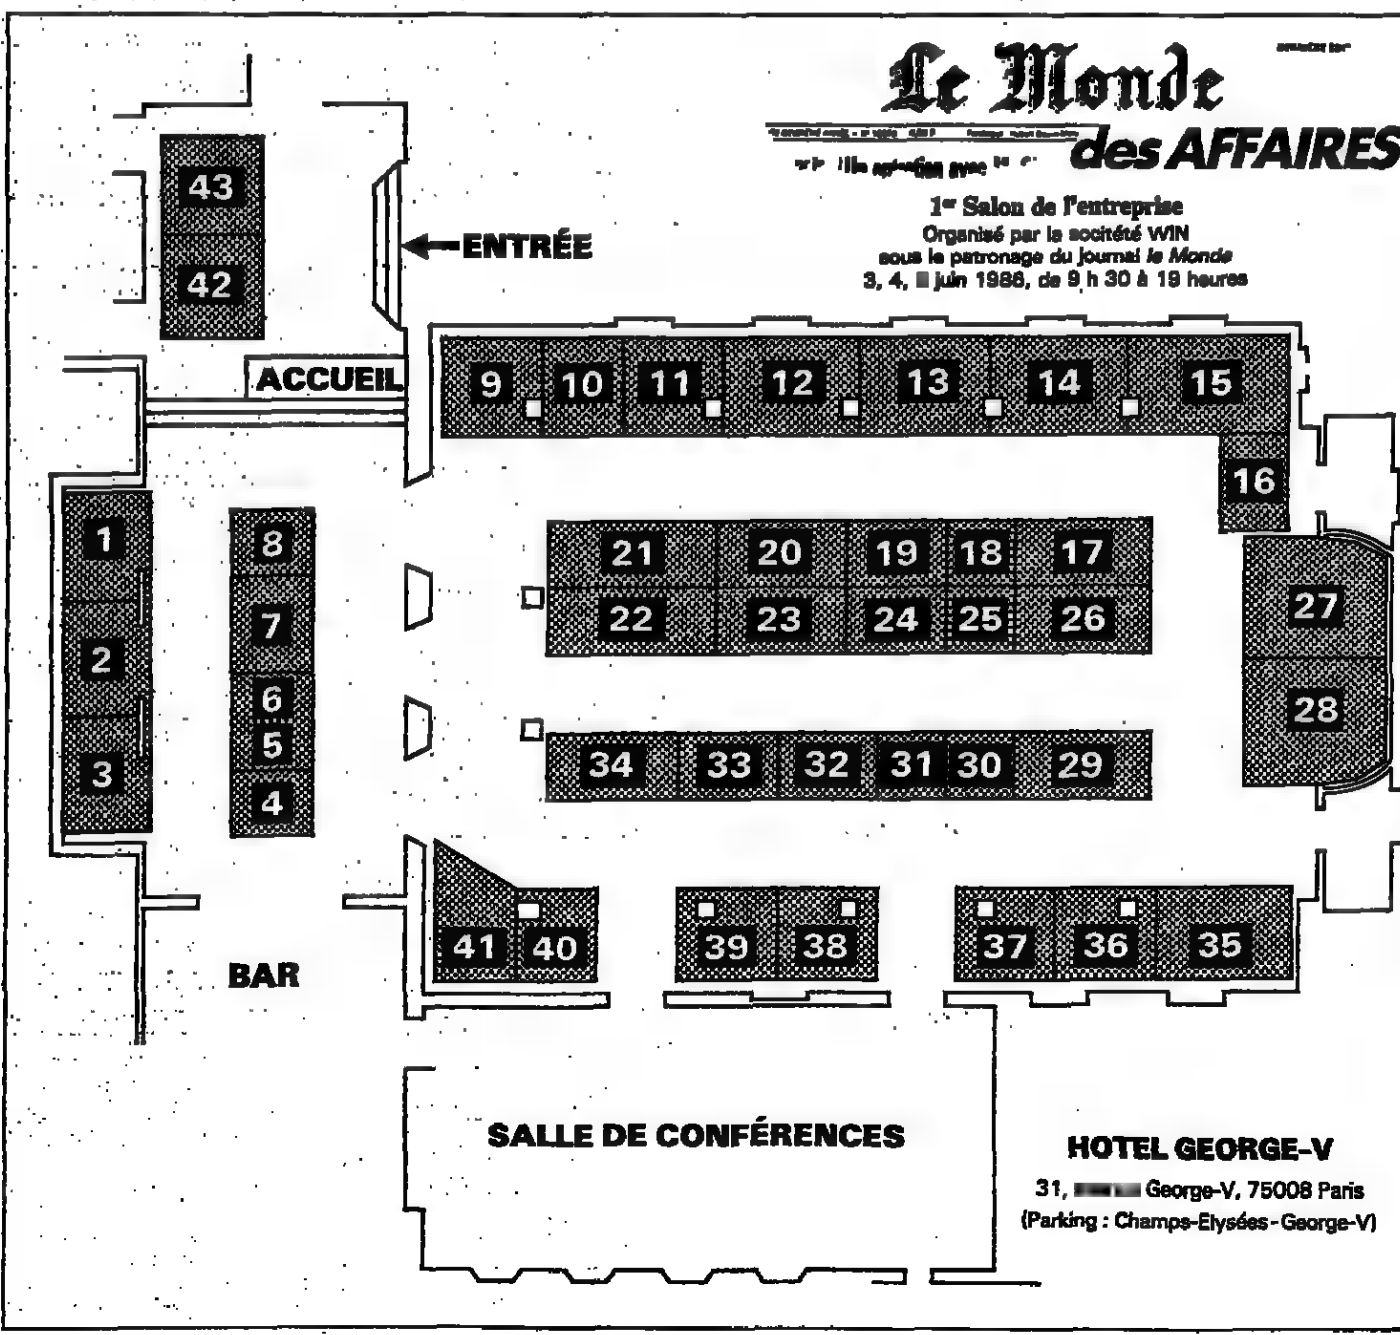 Le Monde
des AFFAIRES
avec
1er Salon de l'entreprise
Organisé par la socitété WIN
sous le patronage du journal le Monde
3, 4, juin 1986, de 9 h 30 à 19 heures
43
42
ENTRÉE
ACCUEIL
9 10 11 12 13 14 15
16
1
2
3
8
7
6
5
4
21 20 19 18 17
22 23 24 25 26
27
28
34 33 32 31 30 29
41 40 39 38 37 36 35
BAR
SALLE DE CONFÉRENCES
HOTEL GEORGE-V
31, George-V, 75008 Paris
(Parking : Champs-Elysées-George-V)